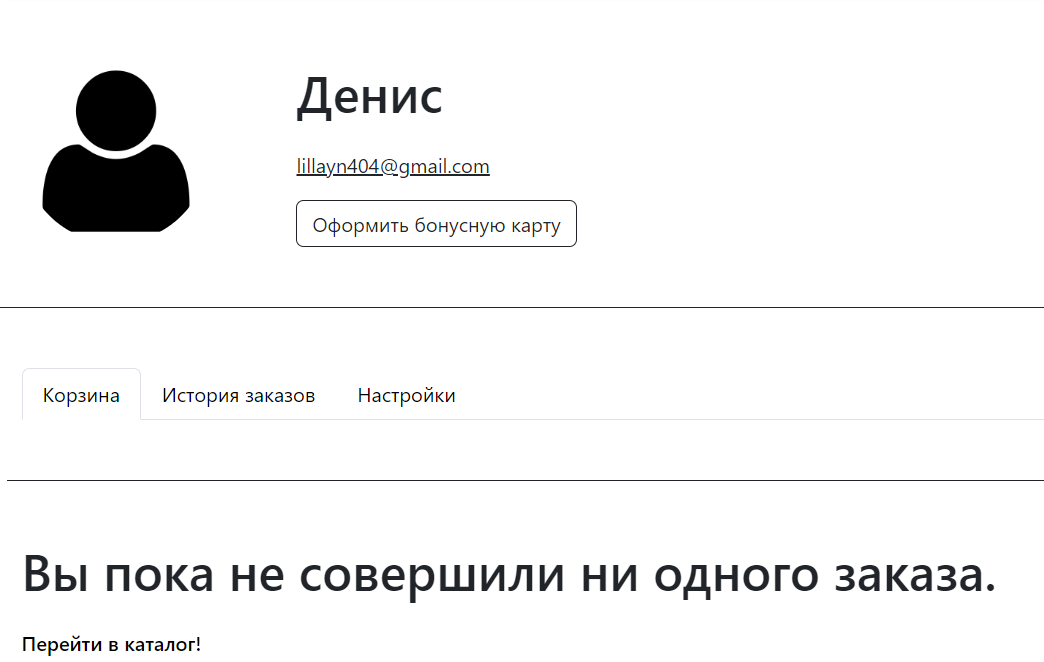 Денис
lillayn404@gmail.com
Оформить бонусную карту
Корзина История заказов Настройки
Вы пока не совершили ни одного заказа.
Перейти в каталог!